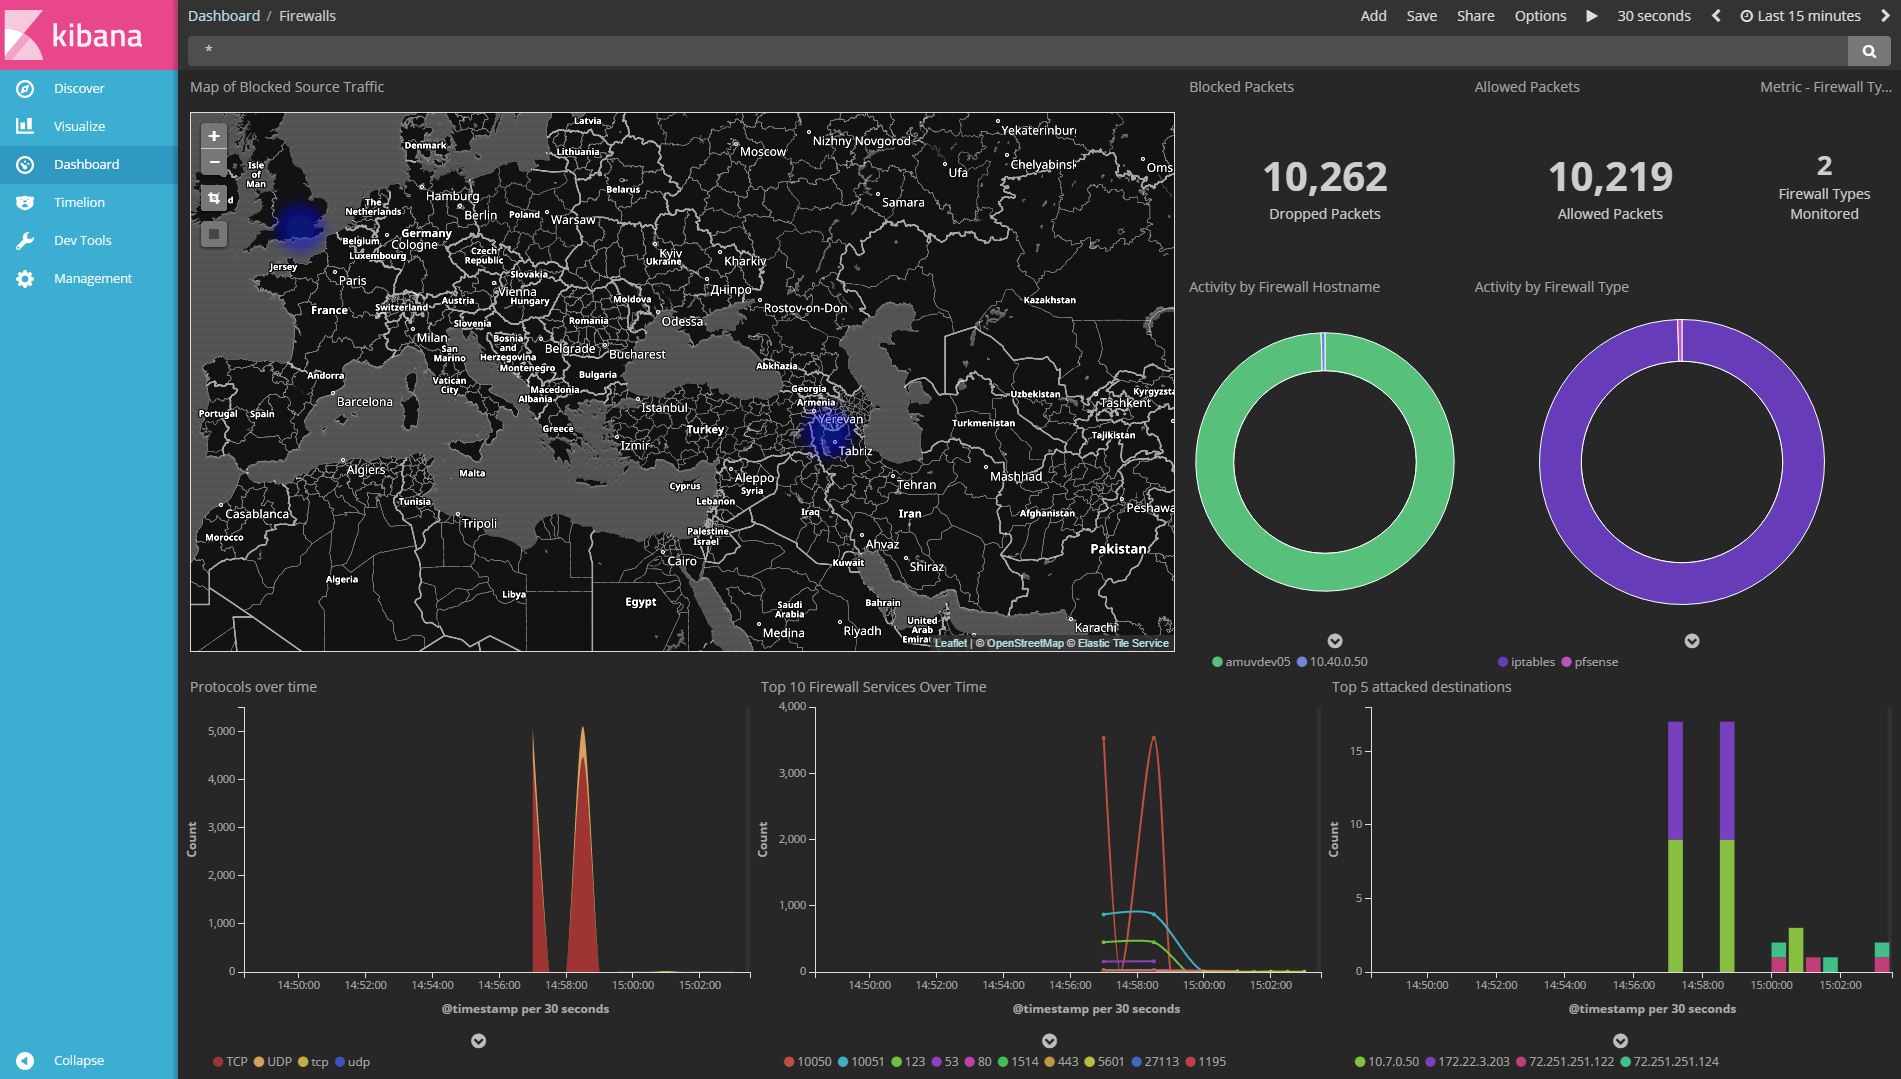 kibana
Dashboard / Firewalls
Add Save Share Options 30 seconds Last 15 minutes
*
Discover
Visualize
Dashboard
Timelion
Dev Tools
Management
Collapse
Map of Blocked Source Traffic
+
−
Latvia
Denmark
Lithuania
Moscow
Nizhny Novgorod
Yekaterinbur
Chelyabinsk
Ufa
Oms
Isle
of
Man
d
Hamburg
The
Netherlands
Berlin
Poland
Warsaw
Belarus
Samara
Belgium
Germany
Cologne
Luxembourg
Czech
Republic
Kyiv
Ukraine
Kharkiv
Jersey
Paris
Slovakia
Vienna
Hungary
Moldova
Дніпро
Rostov-on-Don
Kazakhstan
France
Switzerland
Austria
Slovenia
Romania
Odessa
Milan
San
Marino
Bosnia
and
Herzegovina
Montenegro
Belgrade
Bucharest
Andorra
Vatican
City
Bulgaria
Macedonia
Albania
Abkhazia
Georgia
Armenia
Yerevan
Uzbekistan
Tashkent
Kyrgyzsta
Portugal
Spain
Barcelona
Istanbul
Greece
Turkey
Izmir
Turkmenistan
Tajikistan
Tabriz
Algiers
Malta
Aleppo
Syria
Cyprus
Lebanon
Tehran
Mashhad
Tunisia
Casablanca
Morocco
Tripoli
Palestine
Israel
Iraq
Iran
Afghanistan
Peshawa
Ahvaz
Pakistan
Cairo
Kuwait
Shiraz
Algeria
Libya
Egypt
Saudi
Arabia
Bahrain
Medina
Riyadh
United
Arab
Emira
Karachi
Leaflet | © OpenStreetMap © Elastic Tile Service
Blocked Packets
10,262
Dropped Packets
Allowed Packets
10,219
Allowed Packets
Metric - Firewall Ty...
2
Firewall Types
Monitored
Activity by Firewall Hostname
amuvdev05 10.40.0.50
Activity by Firewall Type
iptables pfsense
Protocols over time
5,000
4,000
3,000
2,000
1,000
0
Count
14:50:00 14:52:00 14:54:00 14:56:00 14:58:00 15:00:00 15:02:00
@timestamp per 30 seconds
TCP UDP tcp udp
Top 10 Firewall Services Over Time
4,000
3,000
2,000
1,000
0
Count
14:50:00 14:52:00 14:54:00 14:56:00 14:58:00 15:00:00 15:02:00
@timestamp per 30 seconds
10050 10051 123 53 80 1514 443 5601 27113 1195
Top 5 attacked destinations
15
10
5
0
Count
14:50:00 14:52:00 14:54:00 14:56:00 14:58:00 15:00:00 15:02:00
@timestamp per 30 seconds
10.7.0.50 172.22.3.203 72.251.251.122 72.251.251.124